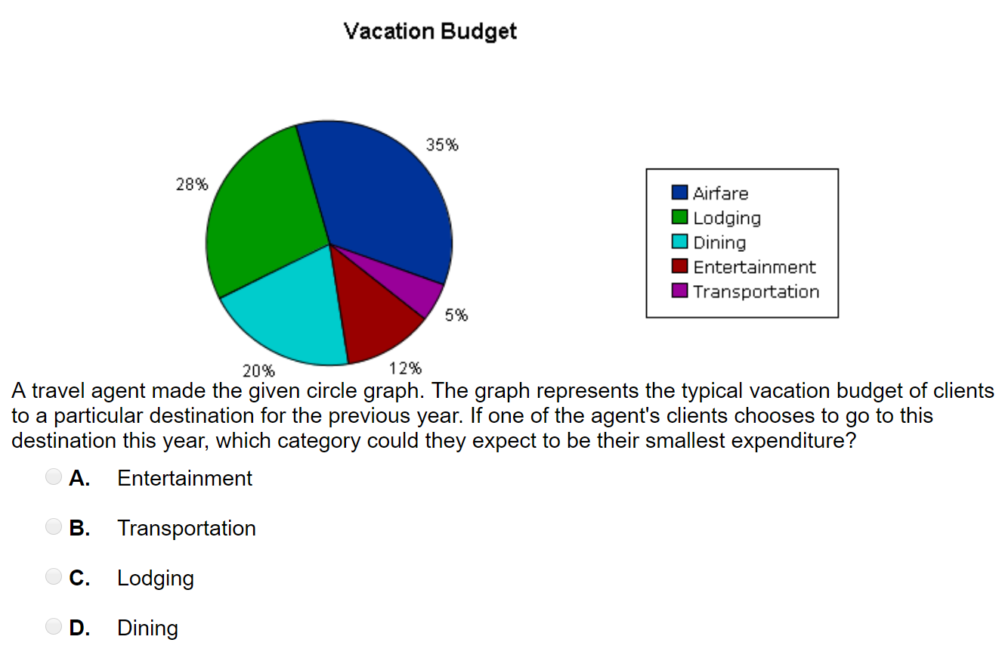 Vacation Budget
35%
28%
5%
20%
12%
Airfare
Lodging
Dining
Entertainment
Transportation
A travel agent made the given circle graph. The graph represents the typical vacation budget of clients
to a particular destination for the previous year. If one of the agent's clients chooses to go to this
destination this year, which category could they expect to be their smallest expenditure?
A. Entertainment
B. Transportation
C. Lodging
D. Dining